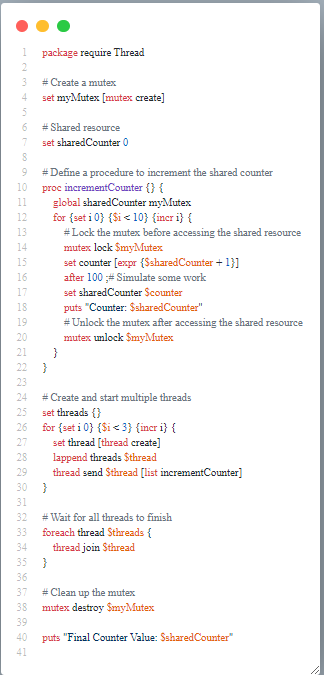 1 package require Thread
2
3 # Create a mutex
4 set myMutex [mutex create]
5
6 # Shared resource
7 set sharedCounter 0
8
9 # Define a procedure to increment the shared counter
10 proc incrementCounter {} {
11     global sharedCounter myMutex
12     for {set i 0} {$i < 10} {incr i} {
13         # Lock the mutex before accessing the shared resource
14         mutex lock $myMutex
15         set counter [expr {$sharedCounter + 1}]
16         after 100 ;# Simulate some work
17         set sharedCounter $counter
18         puts "Counter: $sharedCounter"
19         # Unlock the mutex after accessing the shared resource
20         mutex unlock $myMutex
21     }
22 }
23
24 # Create and start multiple threads
25 set threads {}
26 for {set i 0} {$i < 3} {incr i} {
27     set thread [thread create]
28     lappend threads $thread
29     thread send $thread [list incrementCounter]
30 }
31
32 # Wait for all threads to finish
33 foreach thread $threads {
34     thread join $thread
35 }
36
37 # Clean up the mutex
38 mutex destroy $myMutex
39
40 puts "Final Counter Value: $sharedCounter"
41